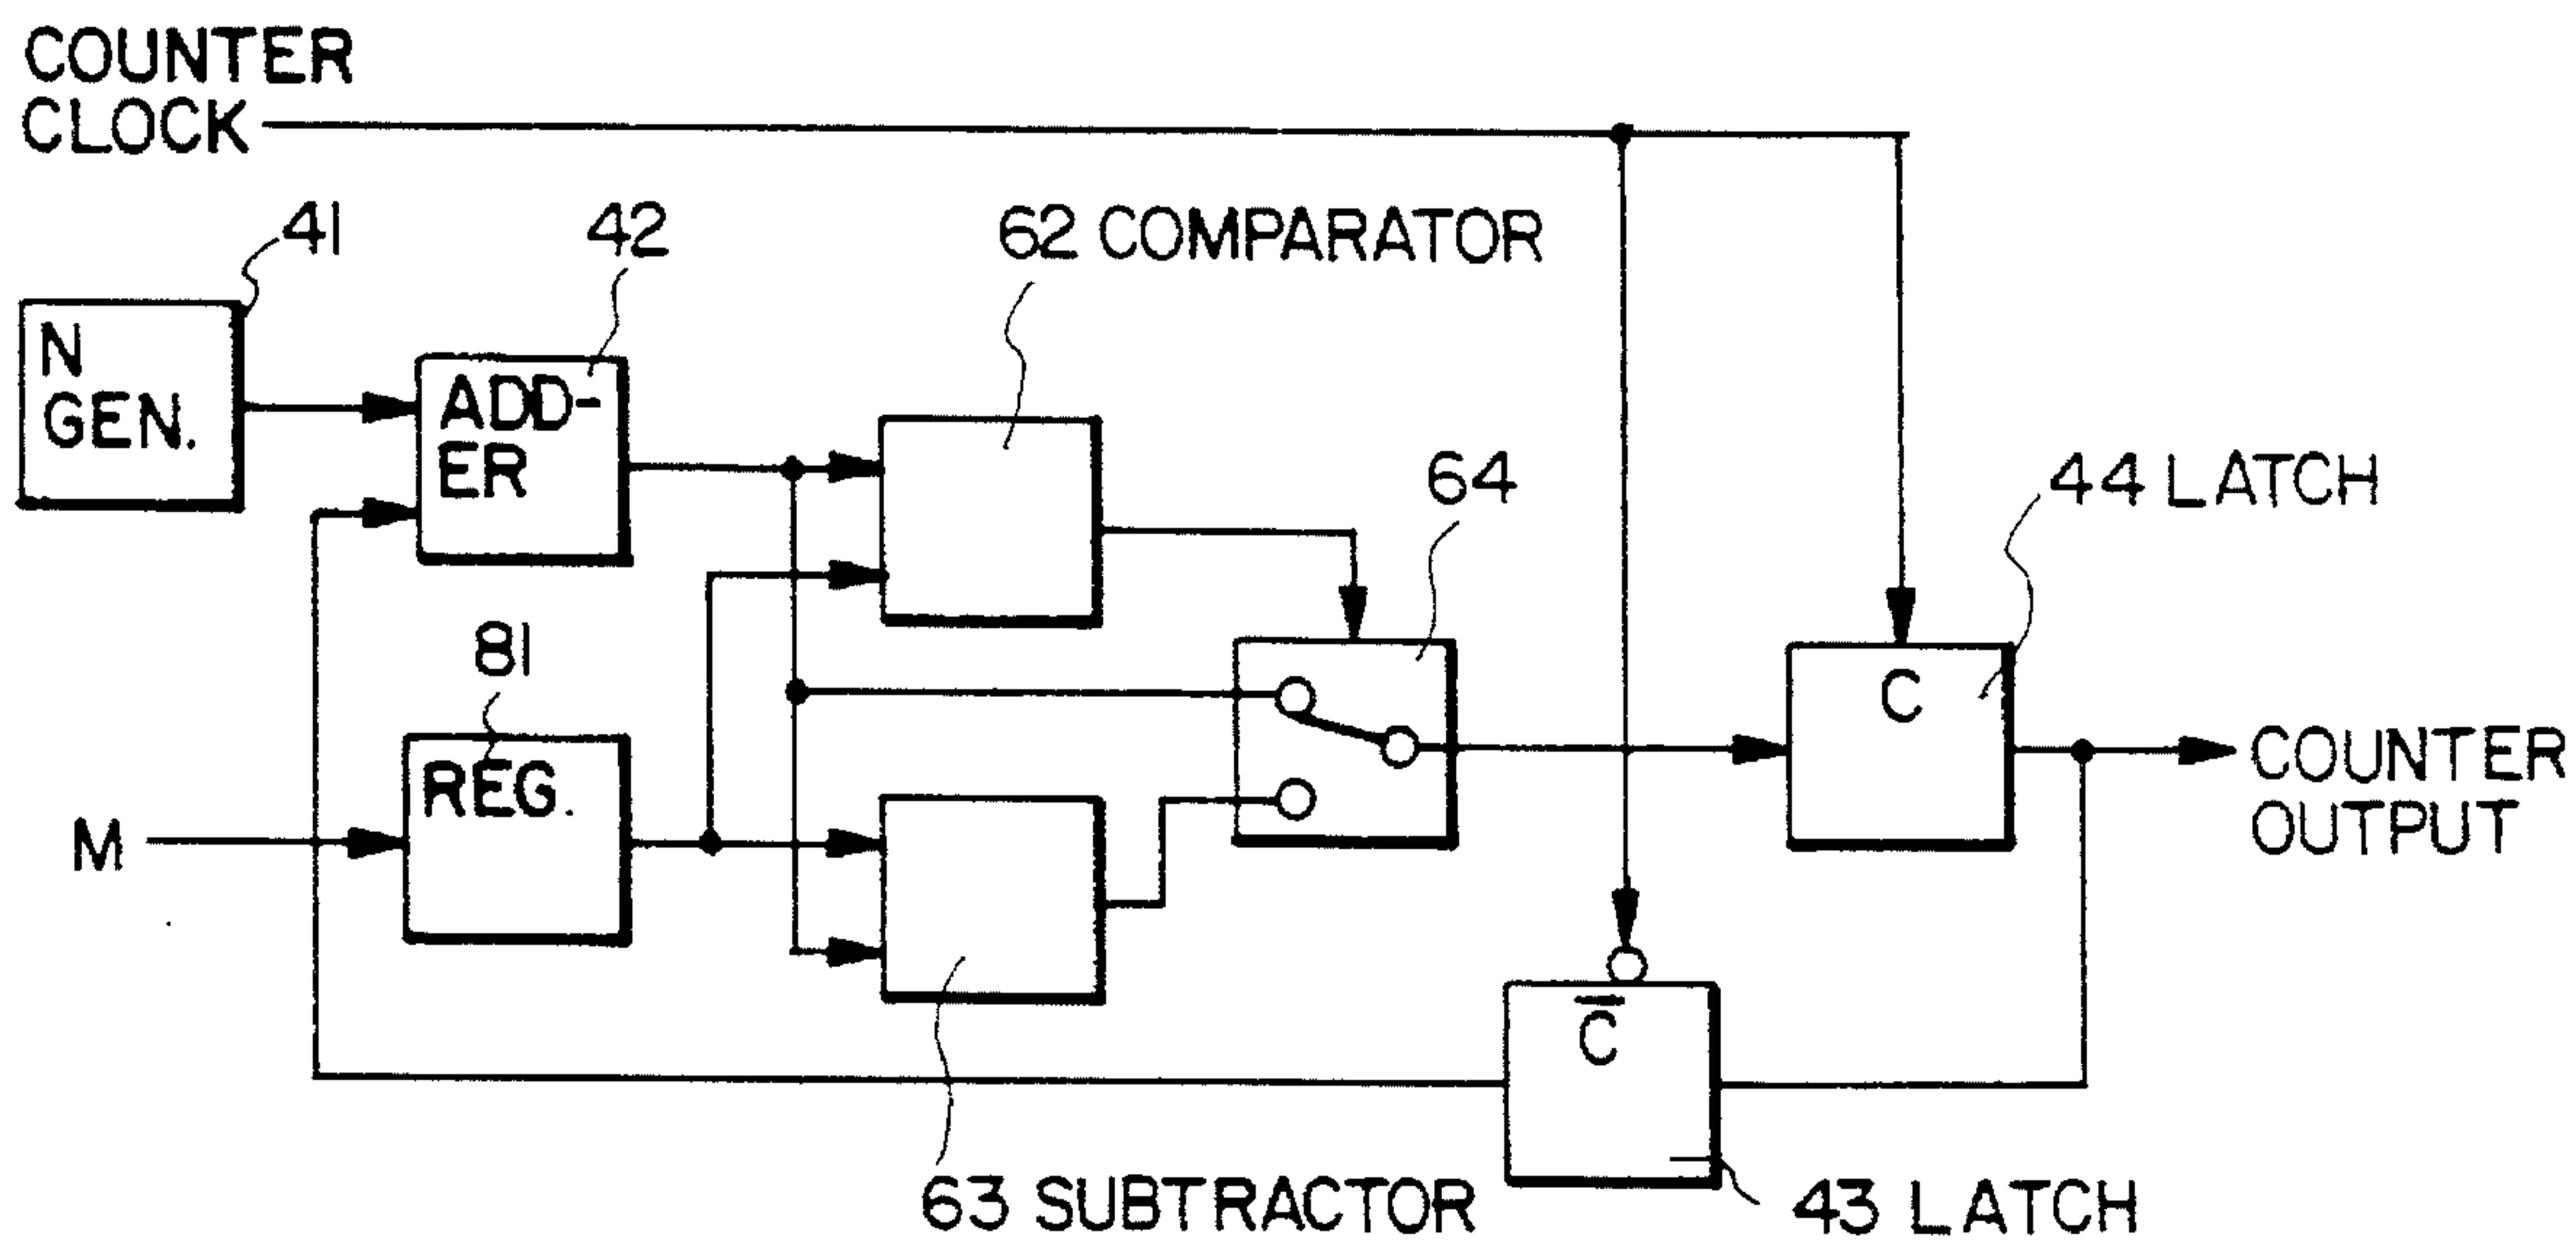 COUNTER
CLOCK
41
42
62 COMPARATOR
N
GEN.
ADD-
ER
64
44 LATCH
81
C
REG.
COUNTER
OUTPUT
M
C̅
63 SUBTRACTOR
43 LATCH